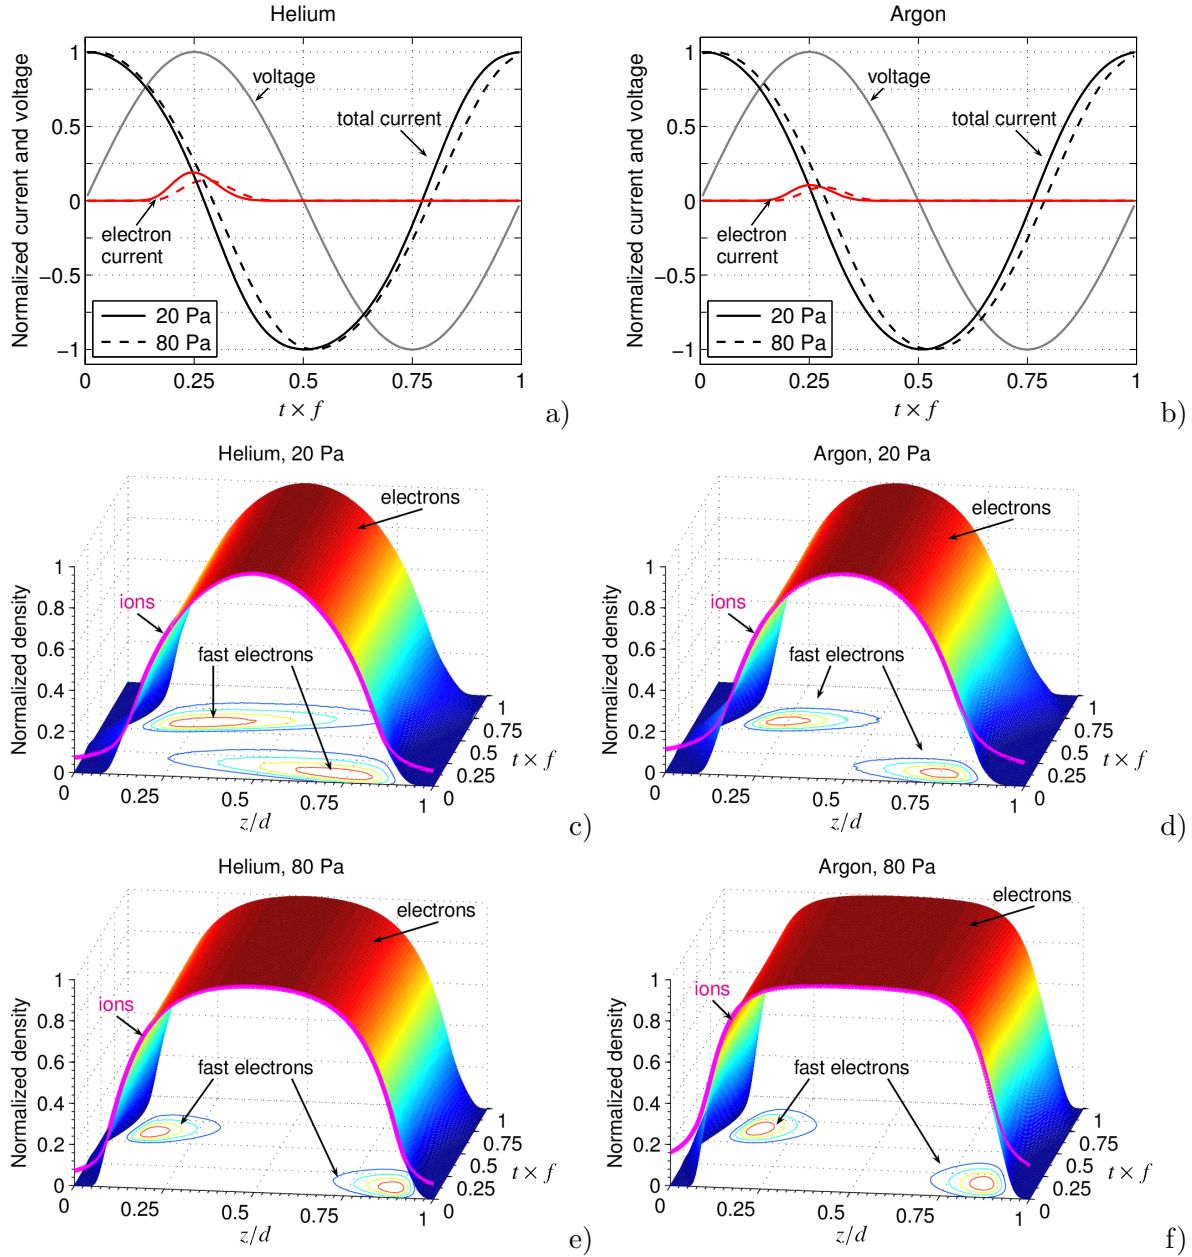 Helium
Normalized current and voltage
1
0.5
0
−0.5
−1
voltage
total current
electron
current
20 Pa
80 Pa
0
0.25
0.5
0.75
1
t × f
a)
Argon
Normalized current and voltage
1
0.5
0
−0.5
−1
voltage
total current
electron
current
20 Pa
80 Pa
0
0.25
0.5
0.75
1
t × f
b)
Helium, 20 Pa
electrons
ions
fast electrons
Normalized density
1
0.8
0.6
0.4
0.2
0
0
0.25
0.5
0.75
1
z/d
1
0.75
0.5
0.25
0
t × f
c)
Argon, 20 Pa
electrons
ions
fast electrons
Normalized density
1
0.8
0.6
0.4
0.2
0
0
0.25
0.5
0.75
1
z/d
1
0.75
0.5
0.25
0
t × f
d)
Helium, 80 Pa
electrons
ions
fast electrons
Normalized density
1
0.8
0.6
0.4
0.2
0
0
0.25
0.5
0.75
1
z/d
1
0.75
0.5
0.25
0
t × f
e)
Argon, 80 Pa
electrons
ions
fast electrons
Normalized density
1
0.8
0.6
0.4
0.2
0
0
0.25
0.5
0.75
1
z/d
1
0.75
0.5
0.25
0
t × f
f)